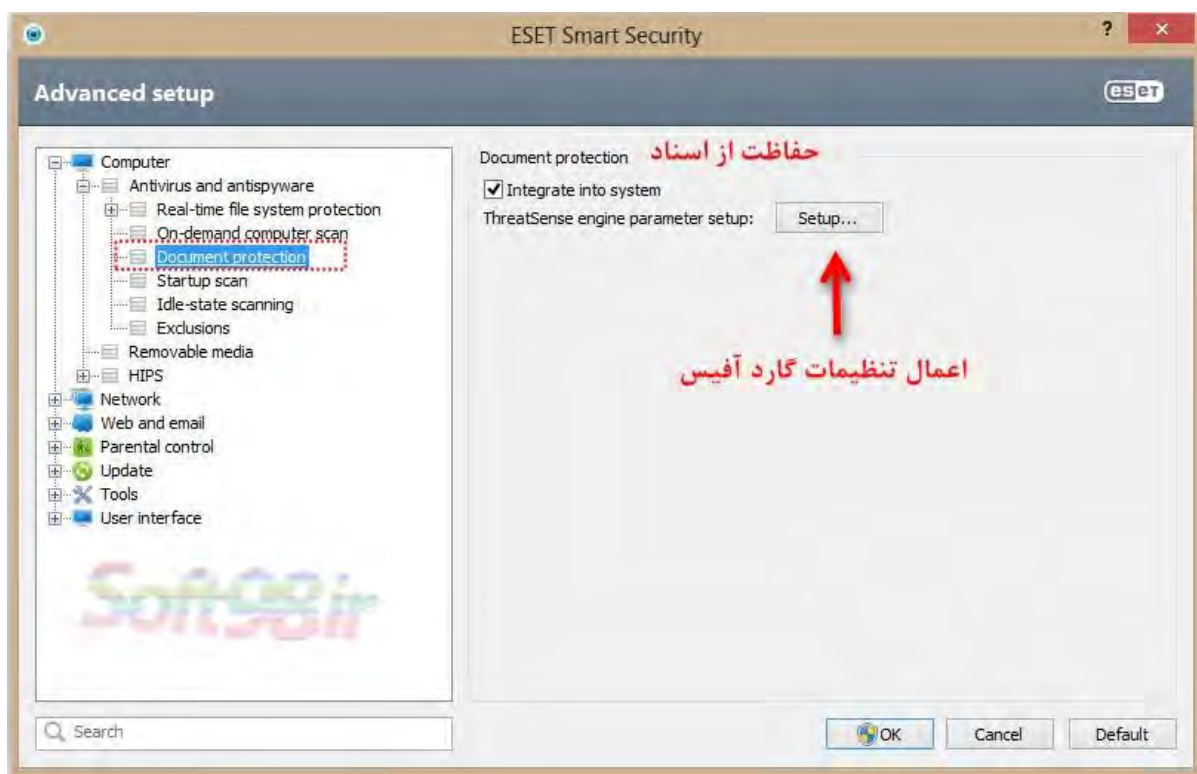 ESET Smart Security
?
Advanced setup
eset
Computer
Antivirus and antispyware
Real-time file system protection
On-demand computer scan
Document protection
Startup scan
Idle-state scanning
Exclusions
Removable media
HIPS
Network
Web and email
Parental control
Update
Tools
User interface
Soft98.ir
Document protection حفاظت از اسناد
Integrate into system
ThreatSense engine parameter setup: Setup...
اعمال تنظیمات گارد آفیس
Search
OK Cancel Default